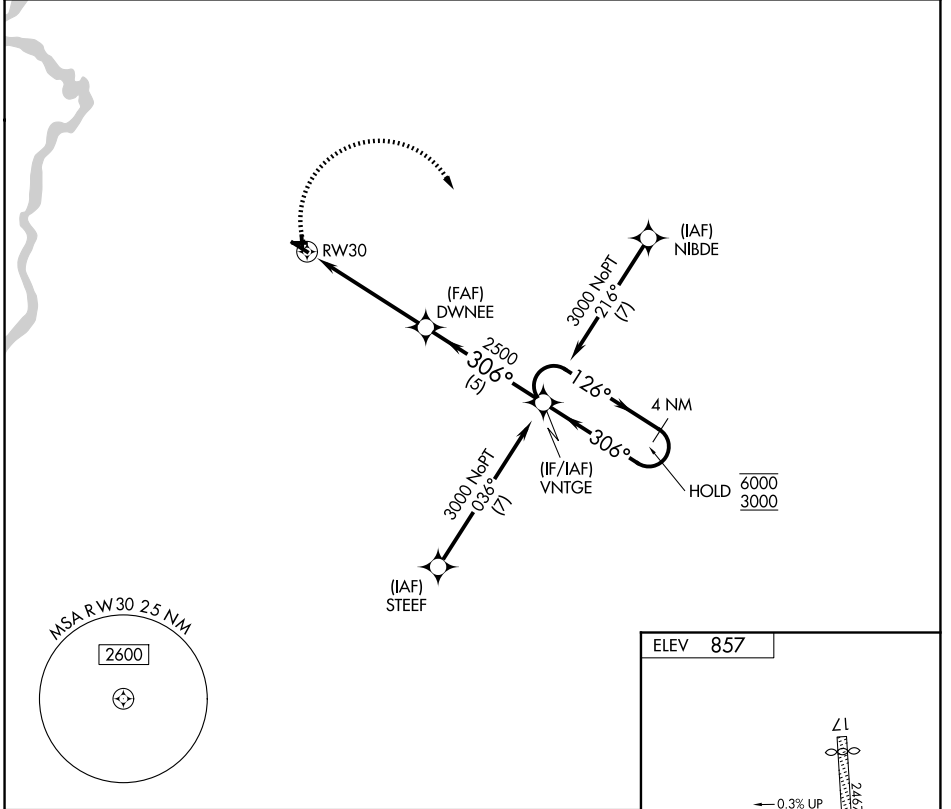 RW30
(IAF)
NIBDE
(FAF)
DWNEE
3000 NoPT
216°
(7)
2500
306°
(5)
126°
4 NM
306°
(IF/IAF)
VNTGE
HOLD
6000
3000
3000 NoPT
036°
(7)
(IAF)
STEEF
MSA RW30 25 NM
2600
ELEV 857
17
0.3% UP